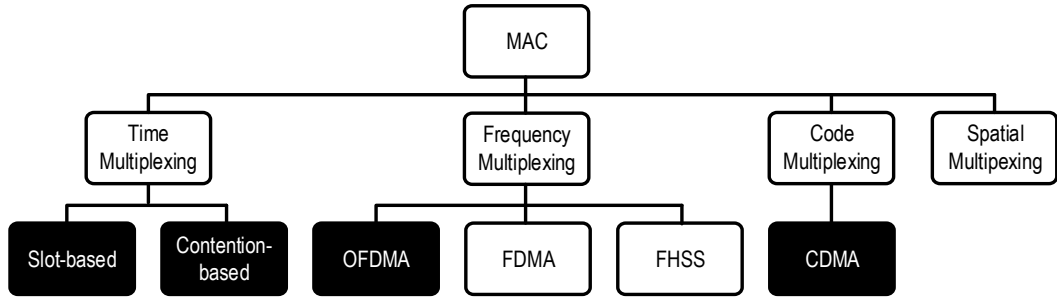 MAC
Time
Multiplexing
Frequency
Multiplexing
Code
Multiplexing
Spatial
Multipexing
Slot-based
Contention-
based
OFDMA
FDMA
FHSS
CDMA